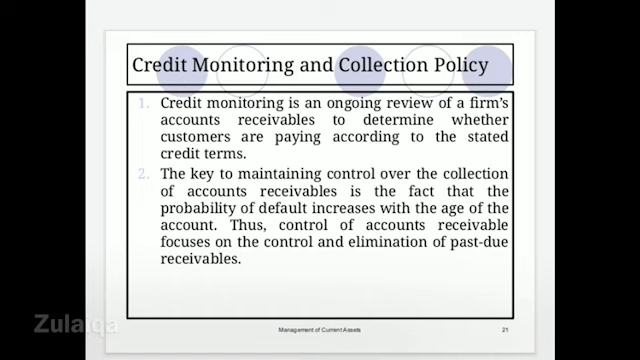 Credit Monitoring and Collection Policy
1. Credit monitoring is an ongoing review of a firm's
accounts receivables to determine whether
customers are paying according to the stated
credit terms.
2. The key to maintaining control over the collection
of accounts receivables is the fact that the
probability of default increases with the age of the
account. Thus, control of accounts receivable
focuses on the control and elimination of past-due
receivables.
Zulaiqa
Management of Current Assets
21